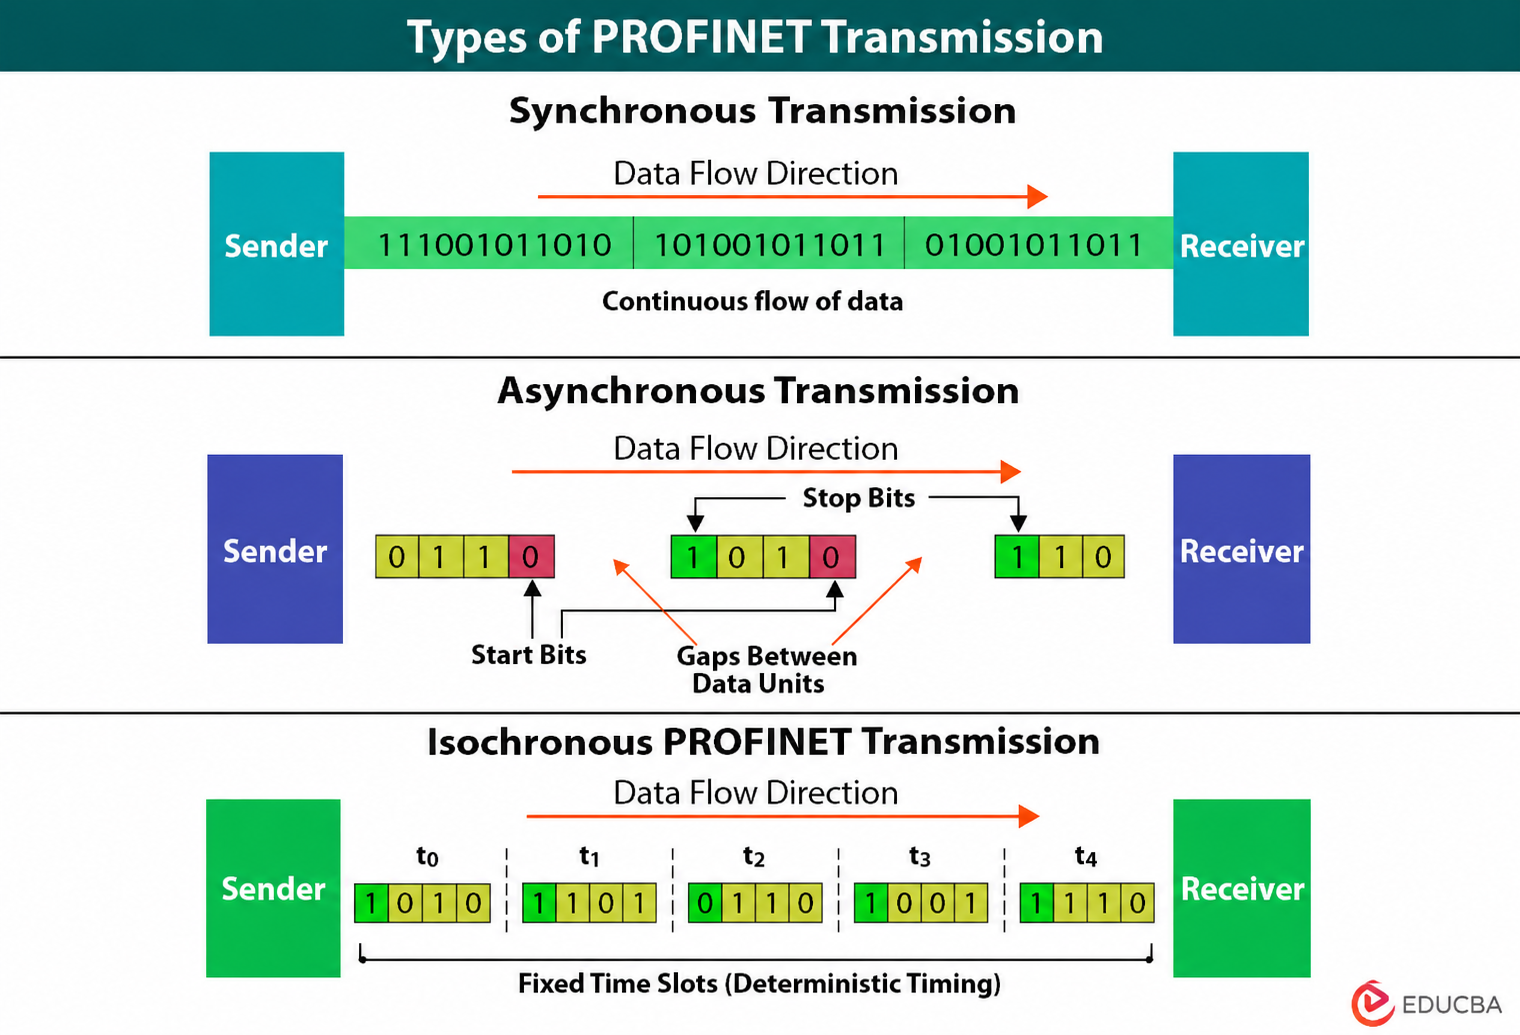 Types of PROFINET Transmission
Synchronous Transmission
Data Flow Direction
Sender
111001011010 101001011011 01001011011
Receiver
Continuous flow of data
Asynchronous Transmission
Data Flow Direction
Stop Bits
Sender
0 1 1 0 1 0 1 0 1 1 0
Receiver
Start Bits
Gaps Between
Data Units
Isochronous PROFINET Transmission
Data Flow Direction
t0 t1 t2 t3 t4
Sender
1 0 1 0 1 1 0 1 0 1 1 0 1 0 0 1 1 1 1 0
Receiver
Fixed Time Slots (Deterministic Timing)
EDUCBA